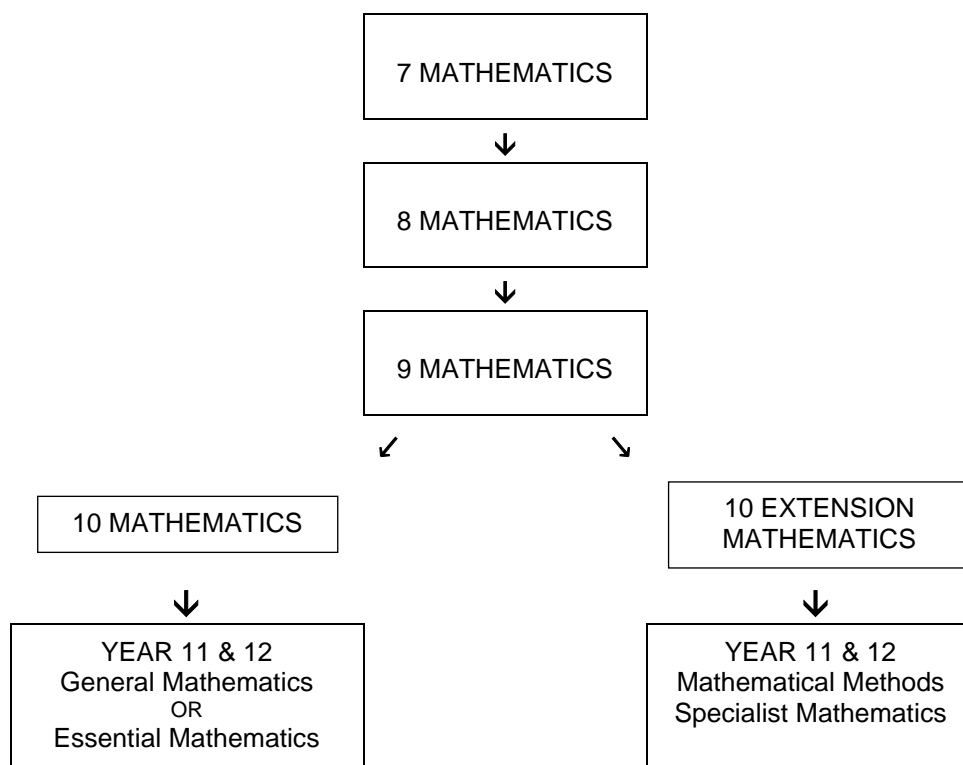 7 MATHEMATICS
8 MATHEMATICS
9 MATHEMATICS
10 MATHEMATICS
10 EXTENSION
MATHEMATICS
YEAR 11 & 12
General Mathematics
OR
Essential Mathematics
YEAR 11 & 12
Mathematical Methods
Specialist Mathematics